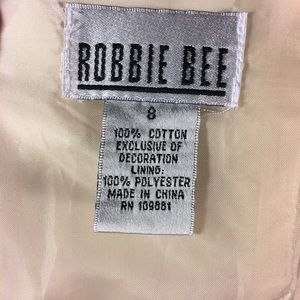 ROBBIE BEE
8
100% COTTON
EXCLUSIVE OF
DECORATION
LINING:
100% POLYESTER
MADE IN CHINA
RN 109881